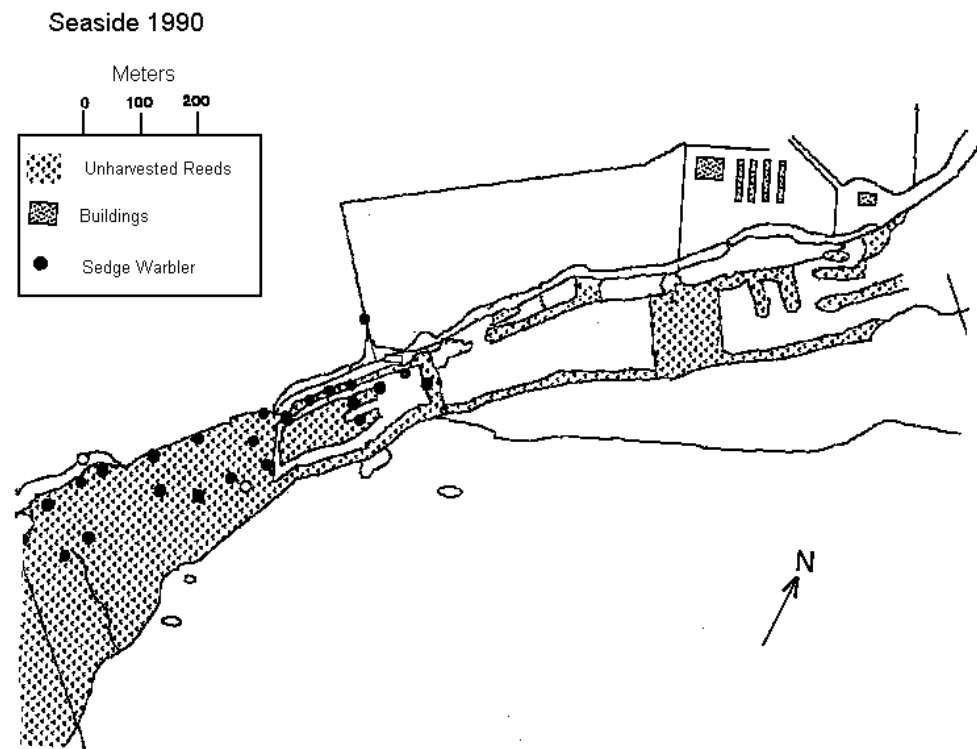 Seaside 1990
Meters
0 100 200
Unharvested Reeds
Buildings
Sedge Warbler
N